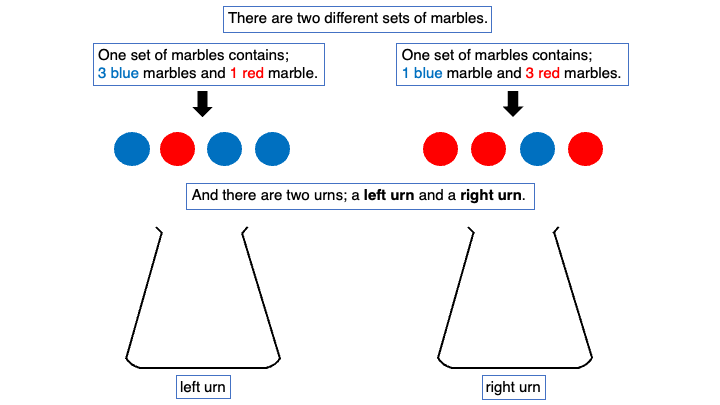 There are two different sets of marbles.
One set of marbles contains;
3 blue marbles and 1 red marble.
One set of marbles contains;
1 blue marble and 3 red marbles.
And there are two urns; a left urn and a right urn.
left urn
right urn